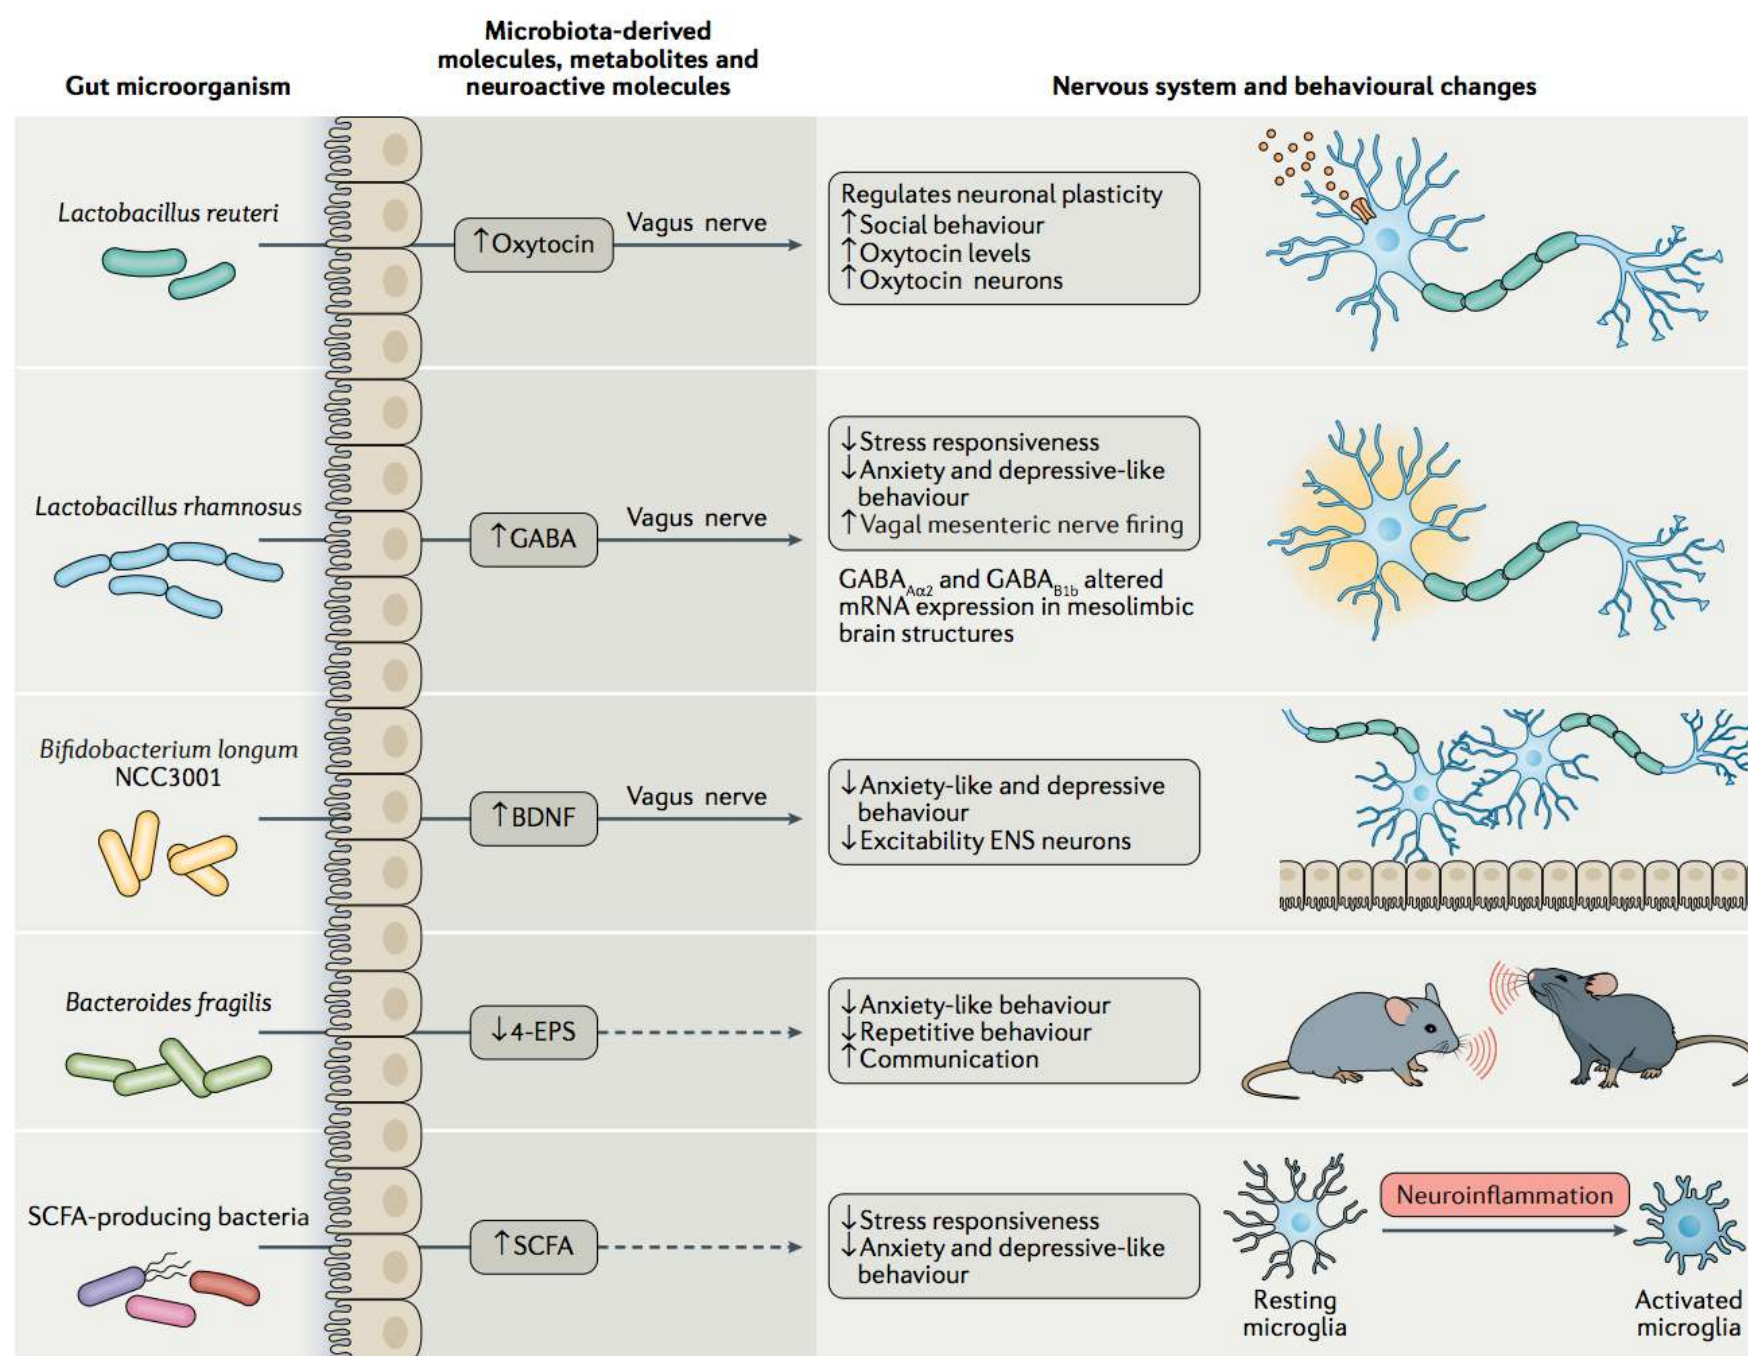 Gut microorganism
Microbiota-derived
molecules, metabolites and
neuroactive molecules
Nervous system and behavioural changes
Lactobacillus reuteri
↑Oxytocin
Vagus nerve
Regulates neuronal plasticity
↑Social behaviour
↑Oxytocin levels
↑Oxytocin neurons
Lactobacillus rhamnosus
↑GABA
Vagus nerve
↓Stress responsiveness
↓Anxiety and depressive-like
behaviour
↑Vagal mesenteric nerve firing
GABA_Aα2 and GABA_B1b altered
mRNA expression in mesolimbic
brain structures
Bifidobacterium longum
NCC3001
↑BDNF
Vagus nerve
↓Anxiety-like and depressive
behaviour
↓Excitability ENS neurons
Bacteroides fragilis
↓4-EPS
↓Anxiety-like behaviour
↓Repetitive behaviour
↑Communication
SCFA-producing bacteria
↑SCFA
↓Stress responsiveness
↓Anxiety and depressive-like
behaviour
Neuroinflammation
Resting
microglia
Activated
microglia